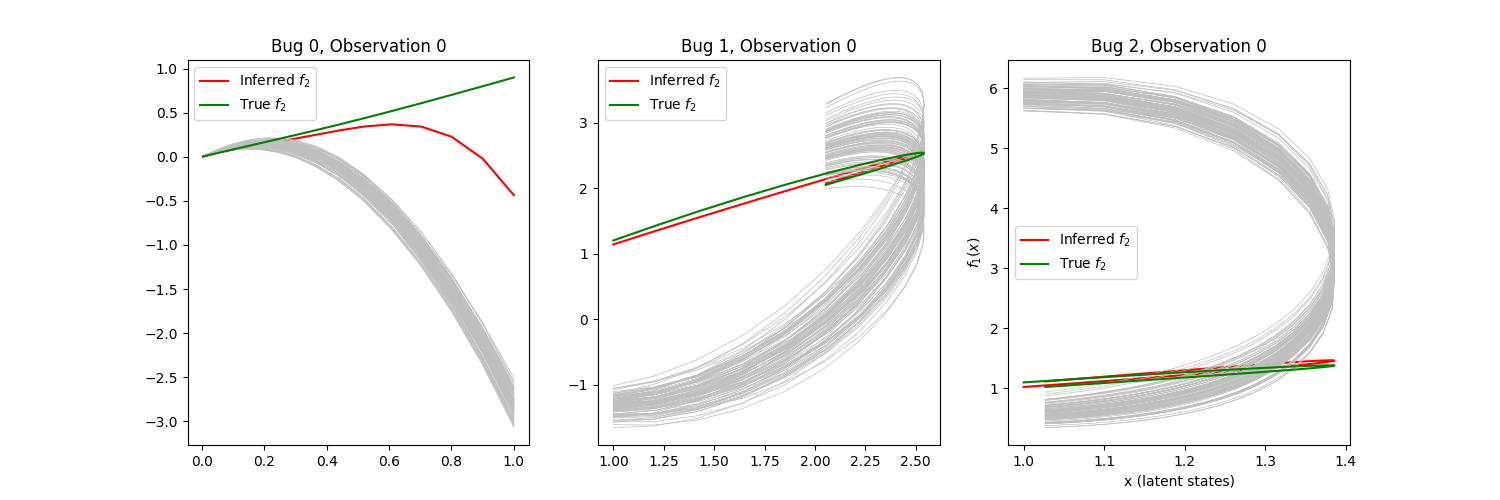 Bug 0, Observation 0
Inferred f₂
True f₂
1.0
0.5
0.0
−0.5
−1.0
−1.5
−2.0
−2.5
−3.0
0.0 0.2 0.4 0.6 0.8 1.0
Bug 1, Observation 0
Inferred f₂
True f₂
3
2
1
0
−1
1.00 1.25 1.50 1.75 2.00 2.25 2.50
Bug 2, Observation 0
Inferred f₂
True f₂
6
5
4
3
2
1
f₁(x)
1.0 1.1 1.2 1.3 1.4
x (latent states)